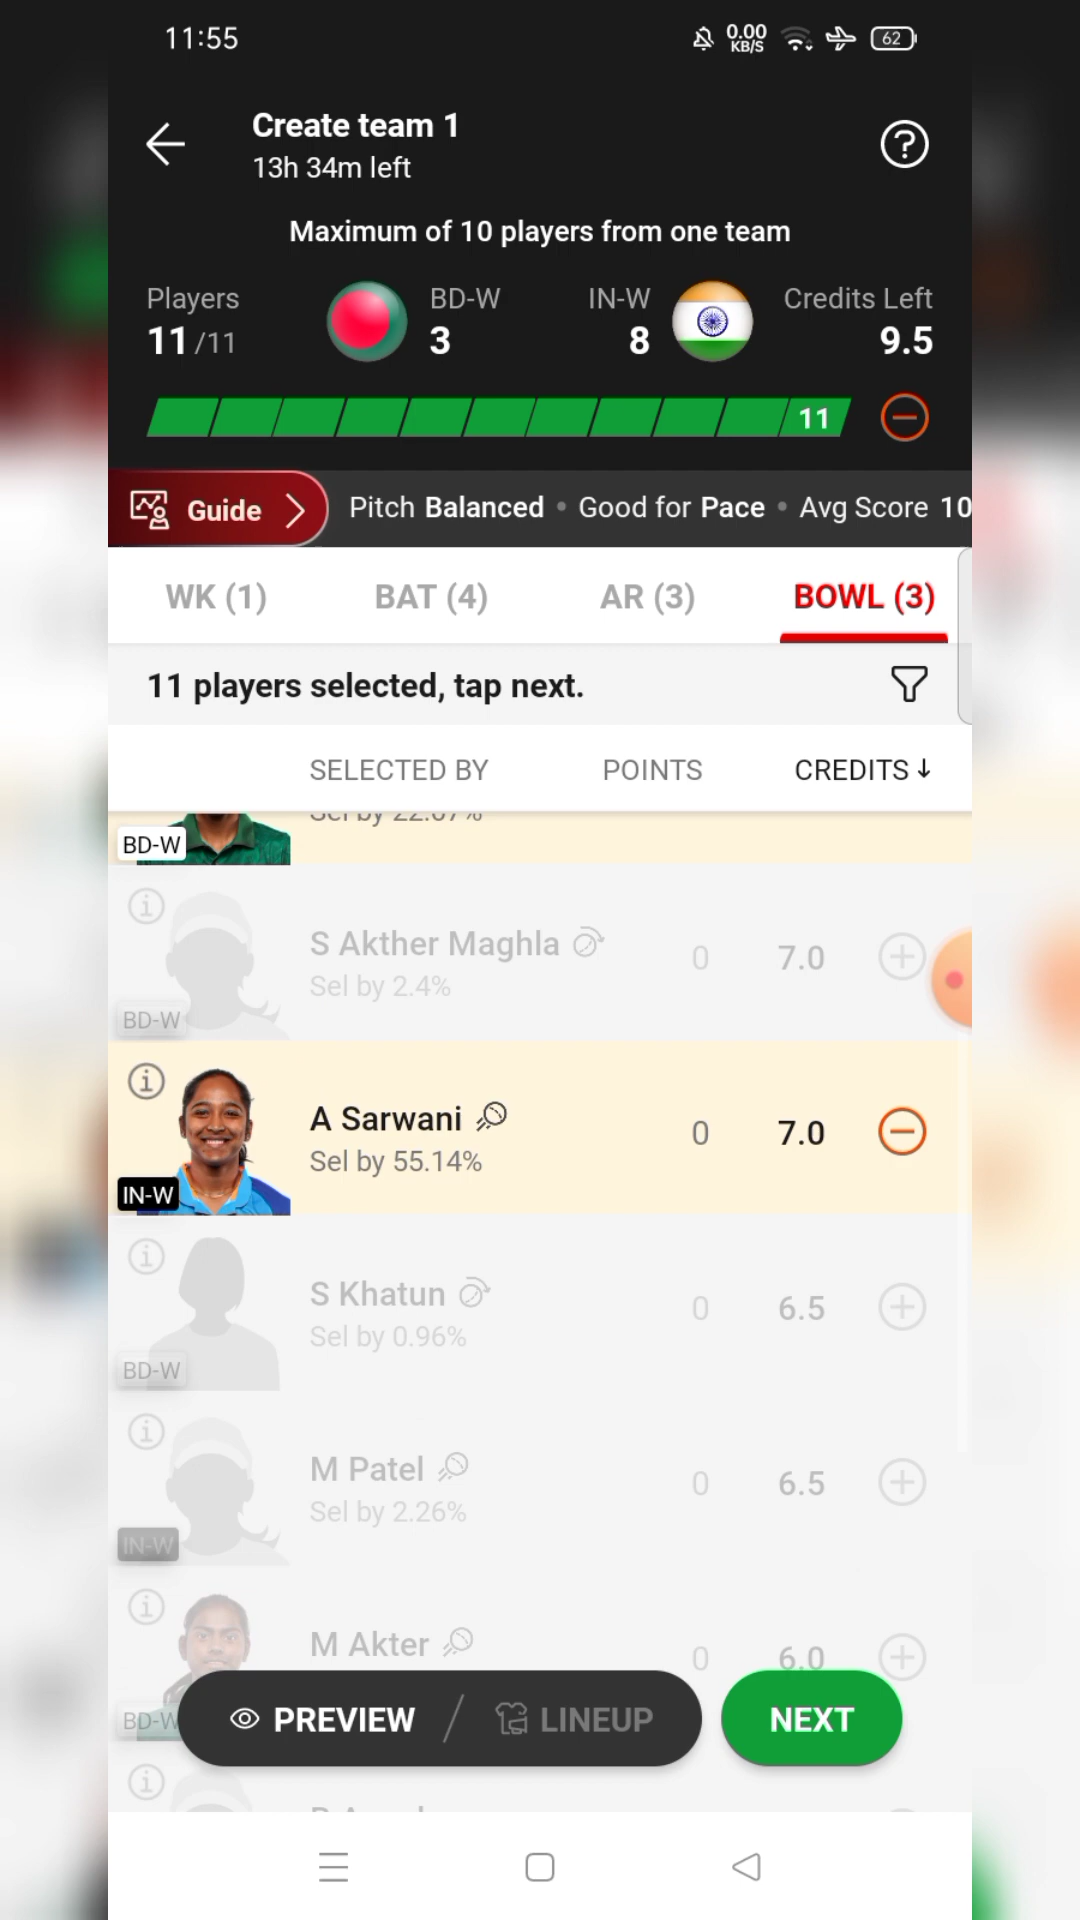 11:55
0.00 KB/S
62
Create team 1
13h 34m left
Maximum of 10 players from one team
Players
11/11
BD-W
3
IN-W
8
Credits Left
9.5
11
Guide
Pitch Balanced • Good for Pace • Avg Score 10
WK (1)
BAT (4)
AR (3)
BOWL (3)
11 players selected, tap next.
SELECTED BY
POINTS
CREDITS↓
BD-W
S Akther Maghla
0
7.0
Sel by 2.4%
BD-W
A Sarwani
0
7.0
Sel by 55.14%
IN-W
S Khatun
0
6.5
Sel by 0.96%
BD-W
M Patel
0
6.5
Sel by 2.26%
IN-W
M Akter
0
6.0
BD-W
PREVIEW / LINEUP
NEXT